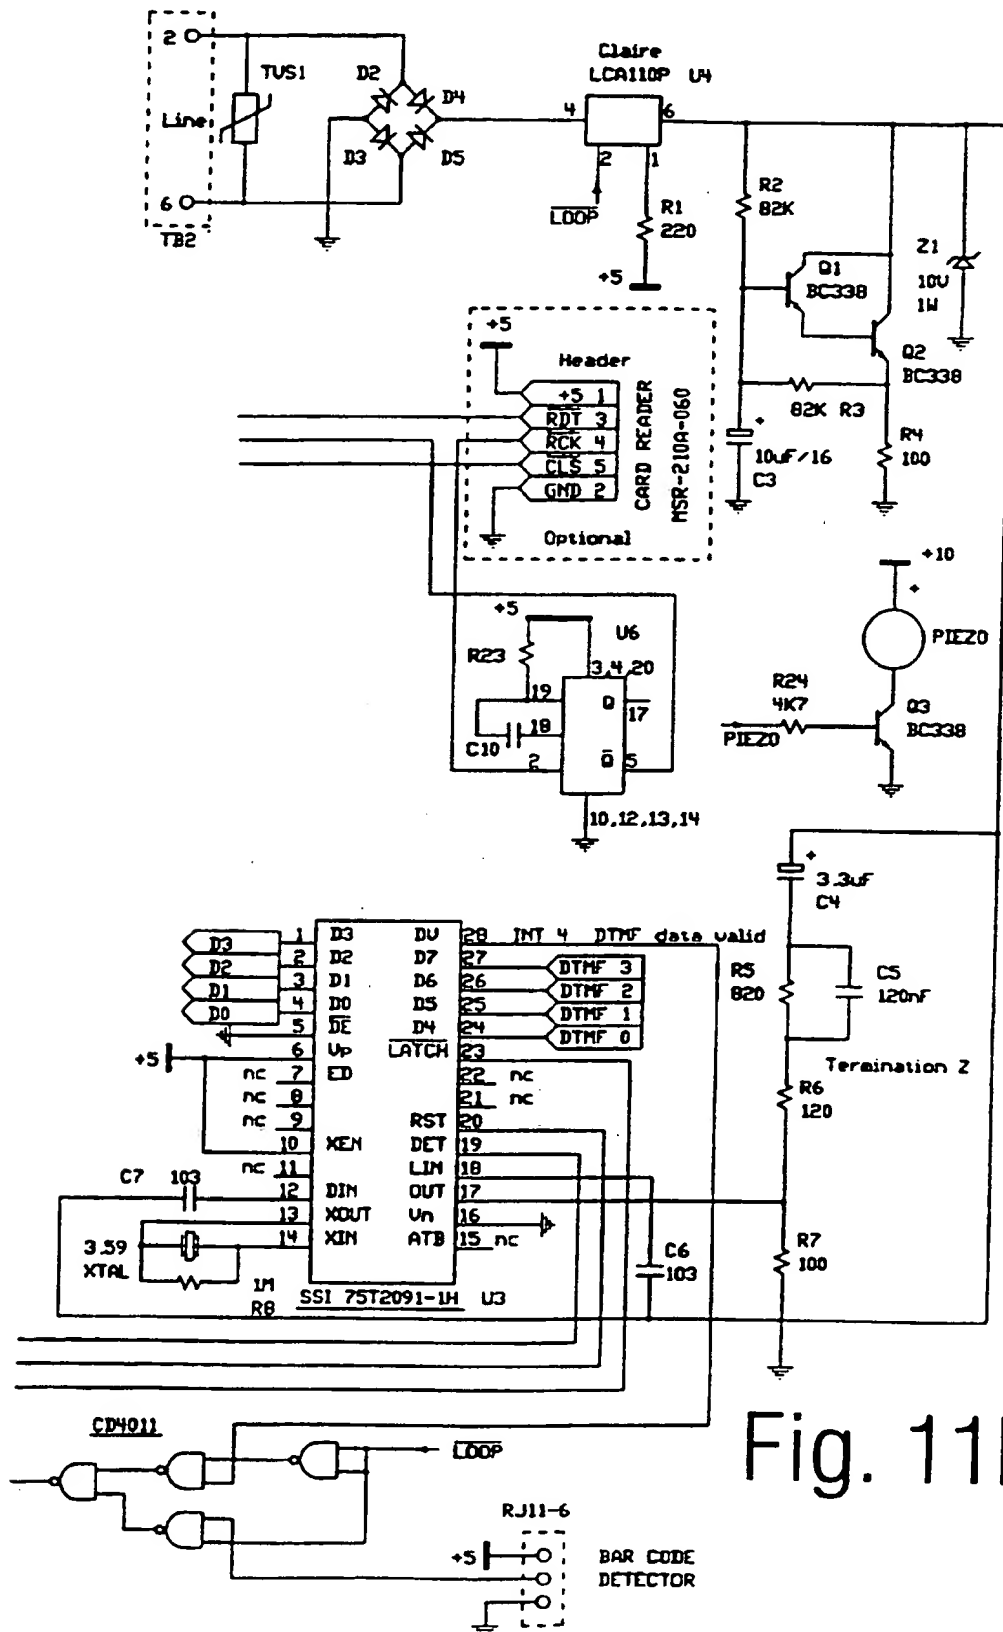 2
TVS1
Line
6
TB2
D2
D4
D3
D5
Claire
LCA110P U4
4
6
2
1
LOOP
R1
220
+5
R2
82K
Q1
BC338
Z1
10V
1W
Q2
BC338
82K R3
+
10uF/16
C3
R4
100
+5
Header
+5 1
RDT 3
RCK 4
CLS 5
GND 2
CARD READER
MSR-210A-060
Optional
+10
+
PIEZO
R24
4K7
PIEZO
Q3
BC338
+5
U6
R23
3,4,20
19
Q
17
C10
18
2
Q
5
10,12,13,14
+
3.3uF
C4
R5
820
C5
120nF
Termination Z
R6
120
R7
100
D3
D2
D1
D0
+5
1 D3 DV 28 INT 4 DTMF data valid
2 D2 D7 27 DTMF 3
3 D1 D6 26 DTMF 2
4 D0 D5 25 DTMF 1
5 DE D4 24 DTMF 0
6 Vp LATCH 23
nc 7 ED 22 nc
nc 8 21 nc
nc 9 RST 20
10 XEN DET 19
nc 11 LIN 18
12 DIN OUT 17
13 XOUT Vn 16
14 XIN ATB 15 nc
C7 103
3.59
XTAL
1M
R8
SSI 75T2091-1H U3
C6
103
CD4011
LOOP
Fig. 11
RJ11-6
+5
BAR CODE
DETECTOR